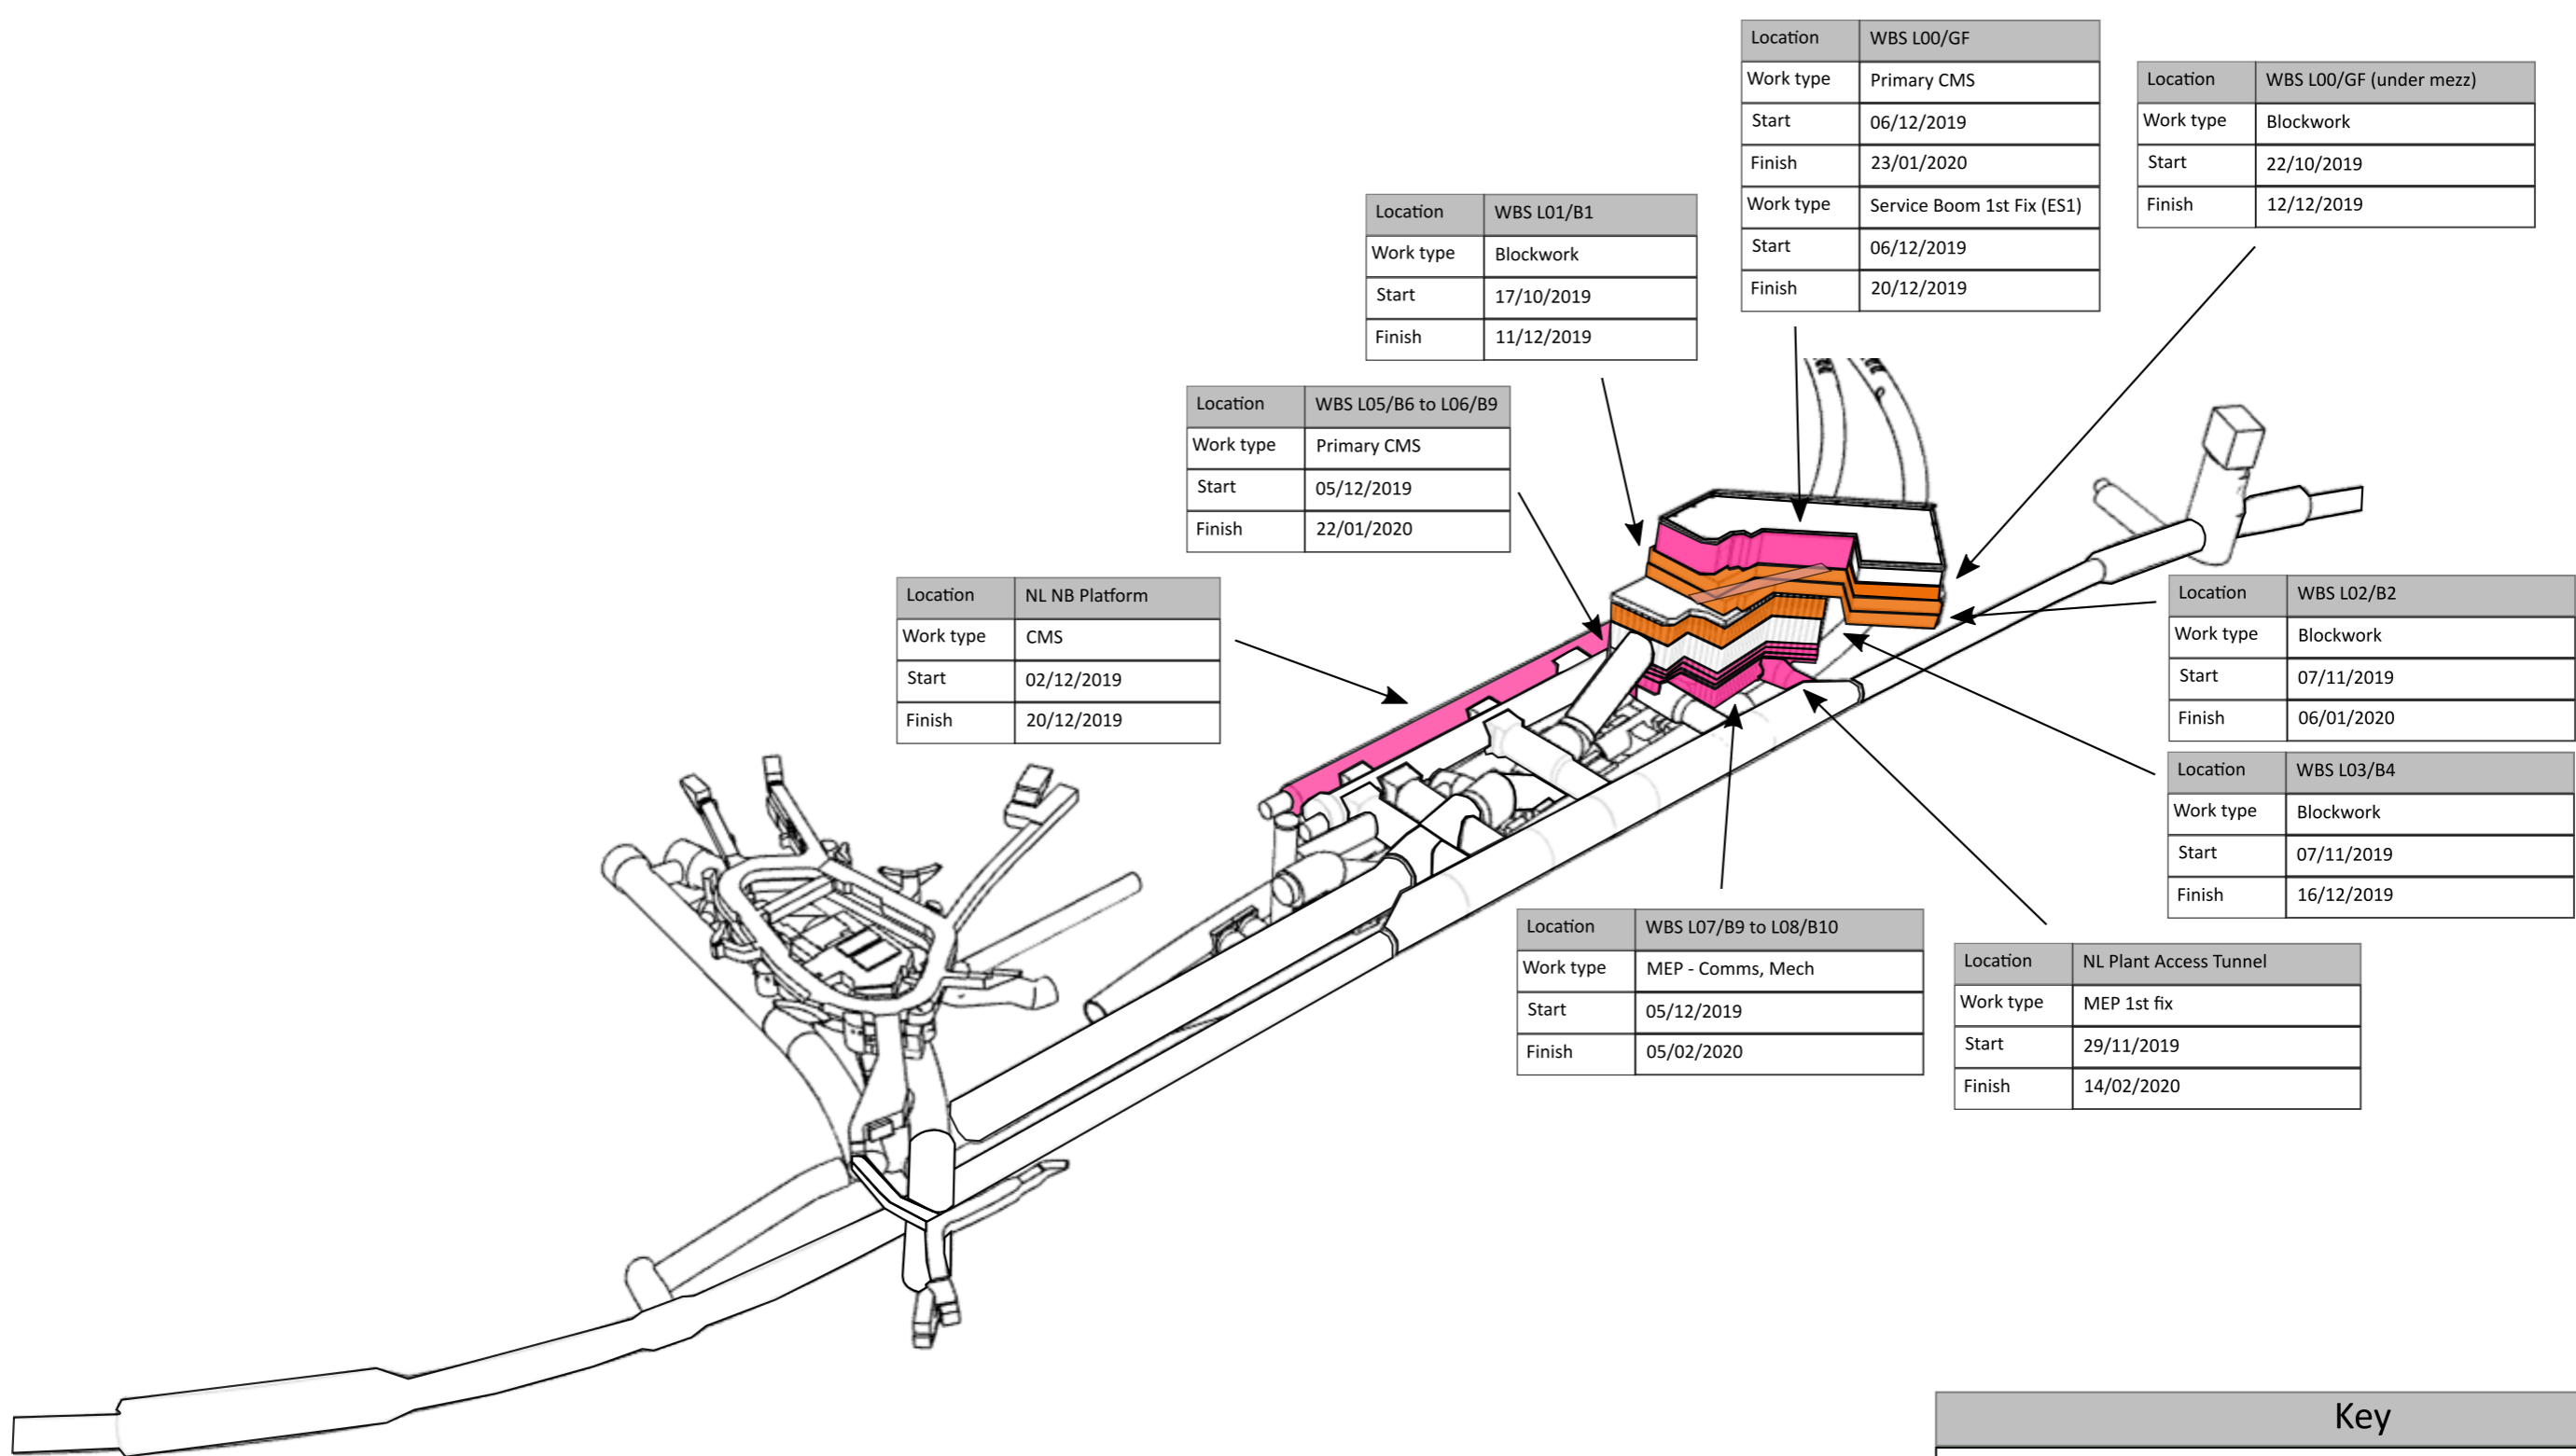 Location WBS L00/GF
Work type Primary CMS
Start 06/12/2019
Finish 23/01/2020
Work type Service Boom 1st Fix (ES1)
Start 06/12/2019
Finish 20/12/2019
Location WBS L00/GF (under mezz)
Work type Blockwork
Start 22/10/2019
Finish 12/12/2019
Location WBS L01/B1
Work type Blockwork
Start 17/10/2019
Finish 11/12/2019
Location WBS L05/B6 to L06/B9
Work type Primary CMS
Start 05/12/2019
Finish 22/01/2020
Location NL NB Platform
Work type CMS
Start 02/12/2019
Finish 20/12/2019
Location WBS L02/B2
Work type Blockwork
Start 07/11/2019
Finish 06/01/2020
Location WBS L03/B4
Work type Blockwork
Start 07/11/2019
Finish 16/12/2019
Location WBS L07/B9 to L08/B10
Work type MEP - Comms, Mech
Start 05/12/2019
Finish 05/02/2020
Location NL Plant Access Tunnel
Work type MEP 1st fix
Start 29/11/2019
Finish 14/02/2020
Key